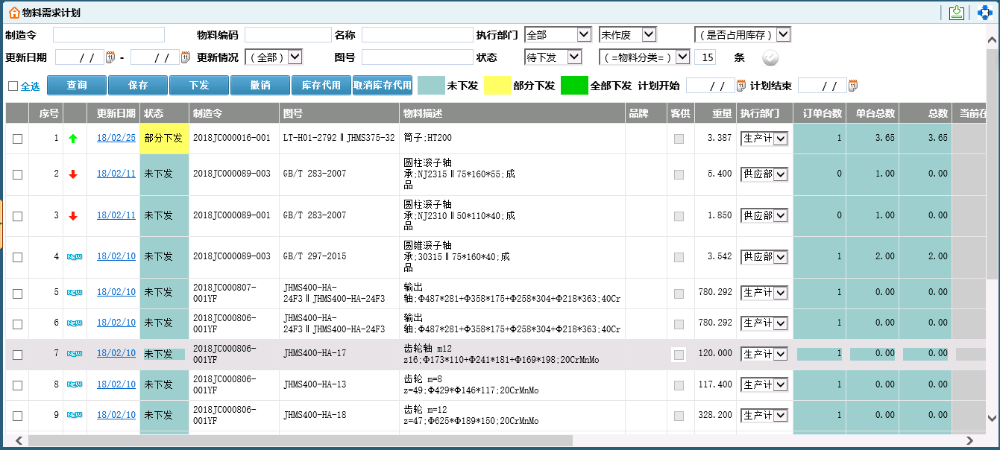 物料需求计划
制造令 物料编码 名称 执行部门 全部 未作废 (是否占用库存)
更新日期 / / - / / 更新情况 (全部) 图号 状态 待下发 (=物料分类=) 15 条
全选 查询 保存 下发 撤销 库存代用 取消库存代用 未下发 部分下发 全部下发 计划开始 / / 计划结束 / /
序号 更新日期 状态 制造令 图号 物料描述 品牌 客供 重量 执行部门 订单台数 单台总数 总数 当前在
1 18/02/25 部分下发 2018JC000016-001 LT-H01-2792‖JHMS375-32 筒子;HT200 3.387 生产计 1 3.65 3.65
圆柱滚子轴
2 18/02/11 未下发 2018JC000089-003 GB/T 283-2007 承;NJ2315‖75*160*55;成 5.400 供应部 0 1.00 0.00
品
圆柱滚子轴
3 18/02/11 未下发 2018JC000089-001 GB/T 283-2007 承;NJ2310‖50*110*40;成 1.850 供应部 0 1.00 0.00
品
圆锥滚子轴
4 NEW 18/02/10 未下发 2018JC000089-003 GB/T 297-2015 承;30315‖75*160*40;成 3.542 供应部 1 2.00 2.00
品
5 NEW 18/02/10 未下发 2018JC000807- JHMS400-HA- 输出 780.292 生产计 1 0.00 0.00
001YF 24F3‖JHMS400-HA-24F3 轴;Φ487*281+Φ358*175+Φ258*304+Φ218*363;40Cr
6 NEW 18/02/10 未下发 2018JC000806- JHMS400-HA- 输出 780.292 生产计 1 0.00 0.00
001YF 24F3‖JHMS400-HA-24F3 轴;Φ487*281+Φ358*175+Φ258*304+Φ218*363;40Cr
7 NEW 18/02/10 未下发 2018JC000806- JHMS400-HA-17 齿轮轴 m12 120.000 生产计 1 0.00 0.00
001YF z16;Φ173*110+Φ241*181+Φ169*198;20CrMnMo
8 NEW 18/02/10 未下发 2018JC000806- JHMS400-HA-13 齿轮 m=8 117.400 生产计 1 0.00 0.00
001YF z=49;Φ429*Φ146*117;20CrMnMo
9 NEW 18/02/10 未下发 2018JC000806- JHMS400-HA-18 齿轮 m=12 328.200 生产计 1 0.00 0.00
001YF z=47;Φ625*Φ189*150;20CrMnMo